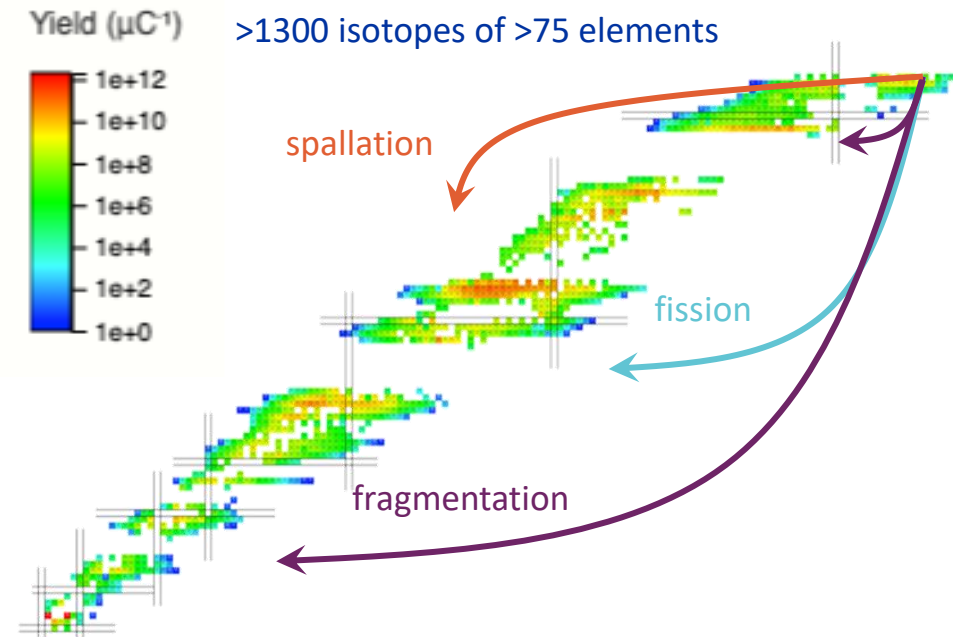 Yield (µC⁻¹)
>1300 isotopes of >75 elements
1e+12
1e+10
1e+8
1e+6
1e+4
1e+2
1e+0
spallation
fission
fragmentation